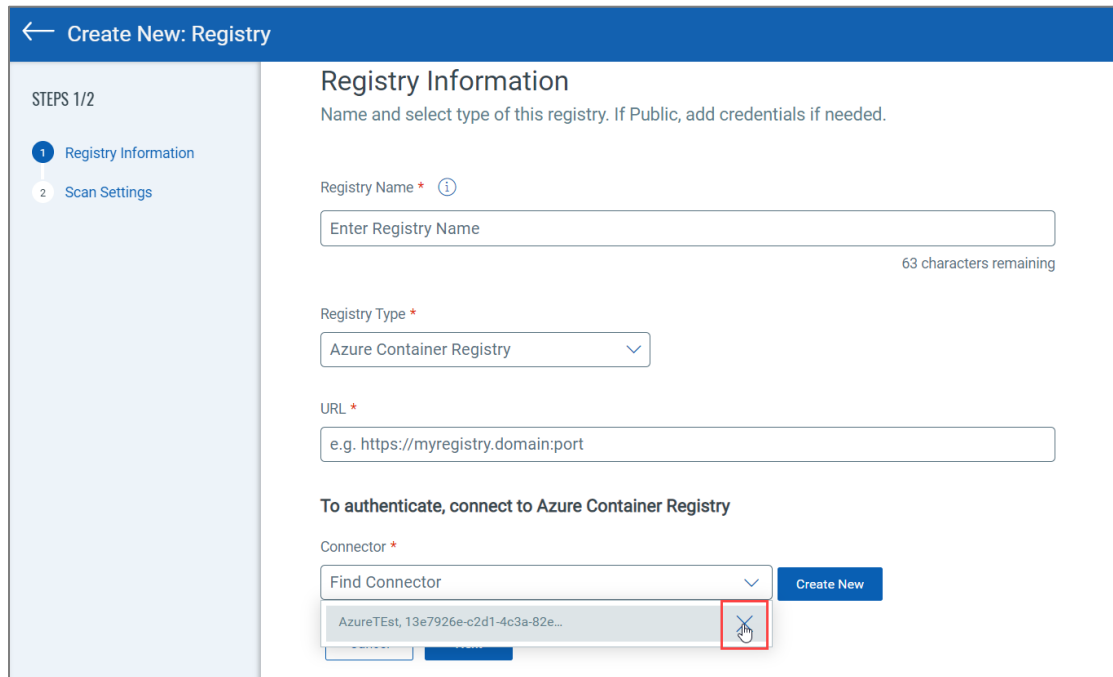 Create New: Registry
STEPS 1/2
1 Registry Information
2 Scan Settings
Registry Information
Name and select type of this registry. If Public, add credentials if needed.
Registry Name *
Enter Registry Name
63 characters remaining
Registry Type *
Azure Container Registry
URL *
e.g. https://myregistry.domain:port
To authenticate, connect to Azure Container Registry
Connector *
Find Connector
Create New
AzureTEst, 13e7926e-c2d1-4c3a-82e...